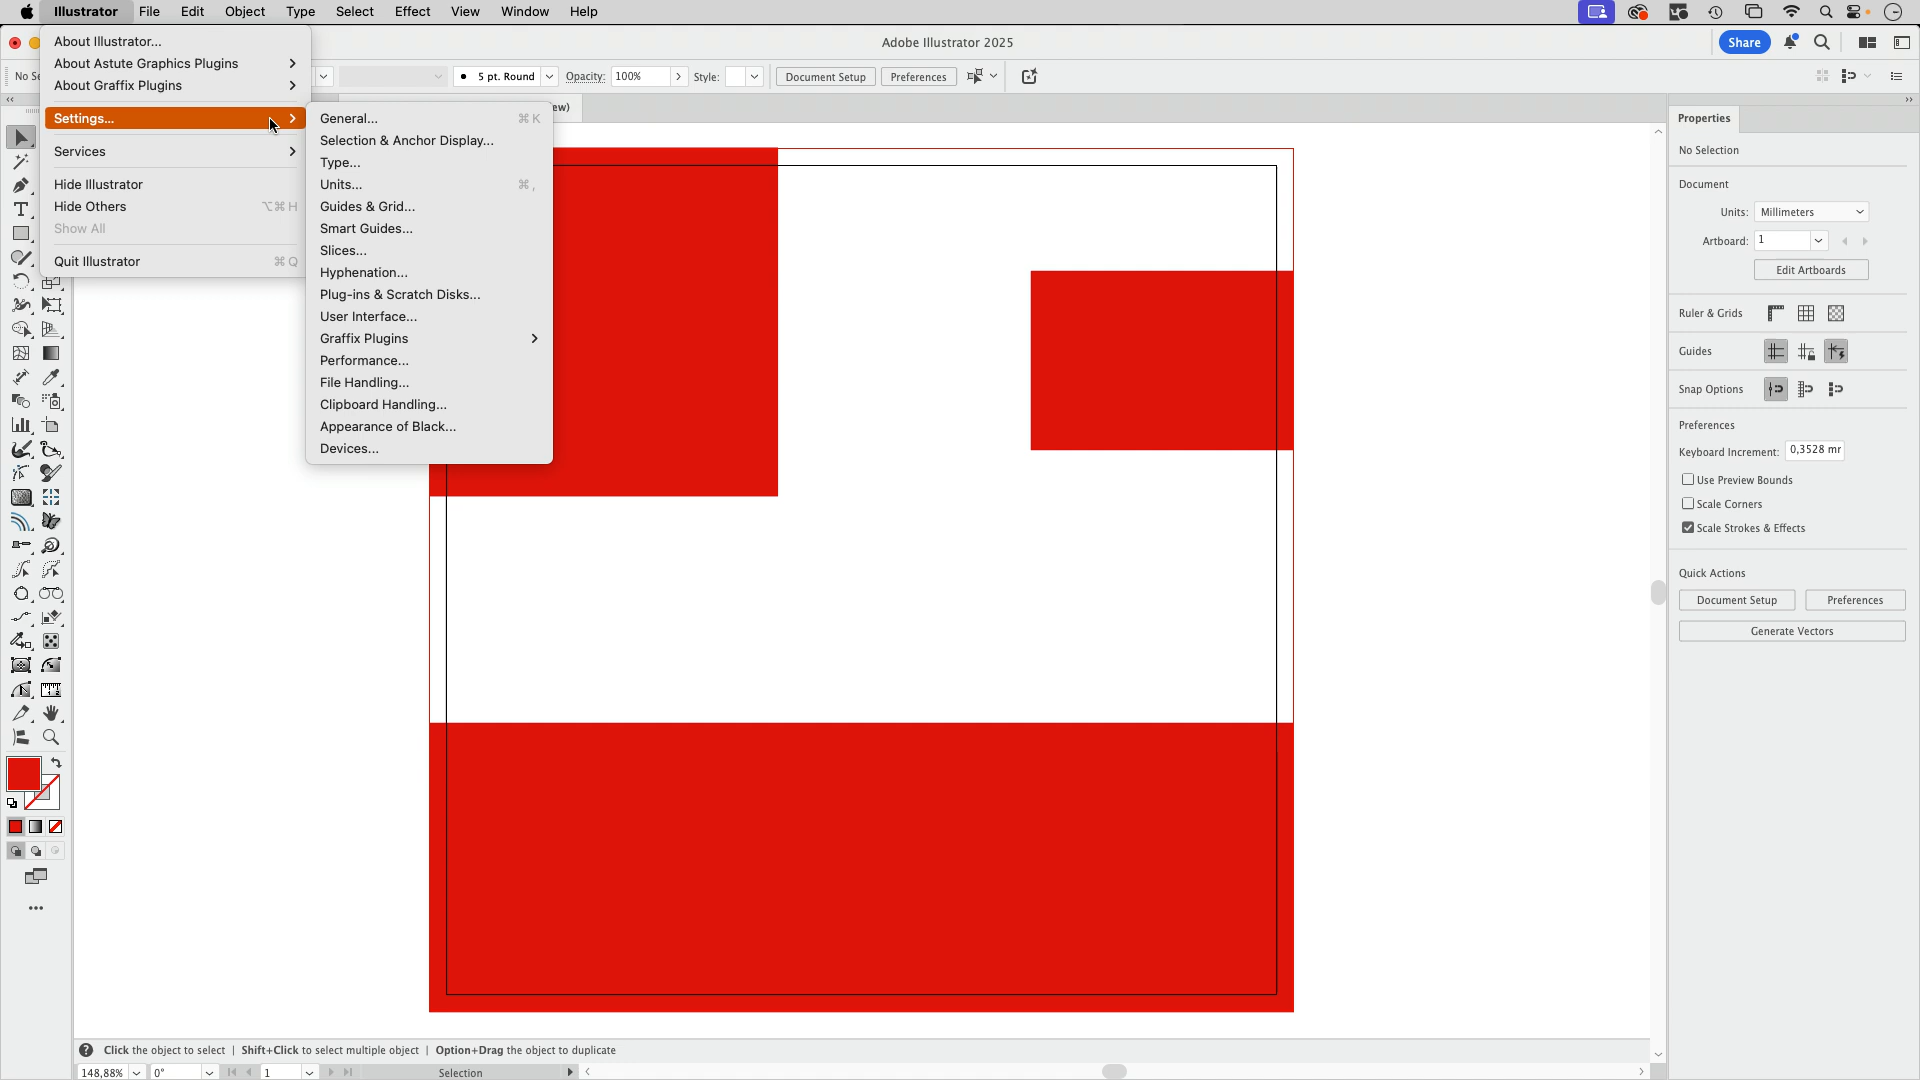 Illustrator File Edit Object Type Select Effect View Window Help
Adobe Illustrator 2025
Share
No Se
5 pt. Round
Opacity: 100%
Style:
Document Setup
Preferences
About Illustrator...
About Astute Graphics Plugins
About Graffix Plugins
Settings...
Services
Hide Illustrator
Hide Others ⌥⌘H
Show All
Quit Illustrator ⌘Q
ew)
General... ⌘K
Selection & Anchor Display...
Type...
Units... ⌘,
Guides & Grid...
Smart Guides...
Slices...
Hyphenation...
Plug-ins & Scratch Disks...
User Interface...
Graffix Plugins
Performance...
File Handling...
Clipboard Handling...
Appearance of Black...
Devices...
Properties
No Selection
Document
Units: Millimeters
Artboard: 1
Edit Artboards
Ruler & Grids
Guides
Snap Options
Preferences
Keyboard Increment: 0,3528 mr
Use Preview Bounds
Scale Corners
Scale Strokes & Effects
Quick Actions
Document Setup
Preferences
Generate Vectors
Click the object to select | Shift+Click to select multiple object | Option+Drag the object to duplicate
148,88% 0° 1 Selection